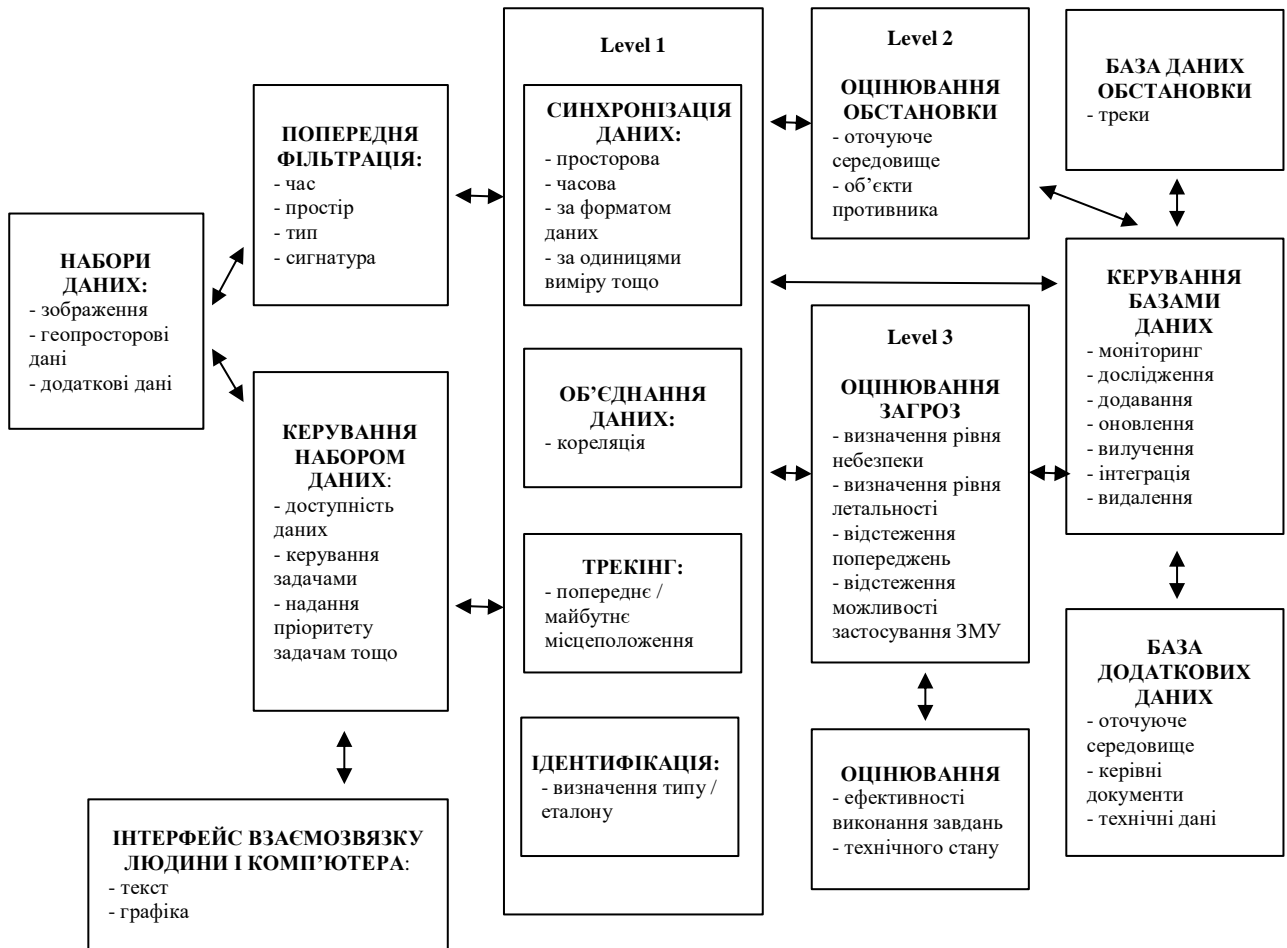 НАБОРИ
ДАНИХ:
- зображення
- геопросторові
дані
- додаткові дані
ПОПЕРЕДНЯ
ФІЛЬТРАЦІЯ:
- час
- простір
- тип
- сигнатура
КЕРУВАННЯ
НАБОРОМ
ДАНИХ:
- доступність
даних
- керування
задачами
- надання
пріоритету
задачам тощо
ІНТЕРФЕЙС ВЗАЄМОЗВЯЗКУ
ЛЮДИНИ І КОМП’ЮТЕРА:
- текст
- графіка
Level 1
СИНХРОНІЗАЦІЯ
ДАНИХ:
- просторова
- часова
- за форматом
даних
- за одиницями
виміру тощо
ОБ’ЄДНАННЯ
ДАНИХ:
- кореляція
ТРЕКІНГ:
- попереднє /
майбутнє
місцеположення
ІДЕНТИФІКАЦІЯ:
- визначення типу /
еталону
Level 2
ОЦІНЮВАННЯ
ОБСТАНОВКИ
- оточуюче
середовище
- об’єкти
противника
Level 3
ОЦІНЮВАННЯ
ЗАГРОЗ
- визначення рівня
небезпеки
- визначення рівня
летальності
- відстеження
попереджень
- відстеження
можливості
застосування ЗМУ
ОЦІНЮВАННЯ
- ефективності
виконання завдань
- технічного стану
БАЗА ДАНИХ
ОБСТАНОВКИ
- треки
КЕРУВАННЯ
БАЗАМИ
ДАНИХ
- моніторинг
- дослідження
- додавання
- оновлення
- вилучення
- інтеграція
- видалення
БАЗА
ДОДАТКОВИХ
ДАНИХ
- оточуюче
середовище
- керівні
документи
- технічні дані